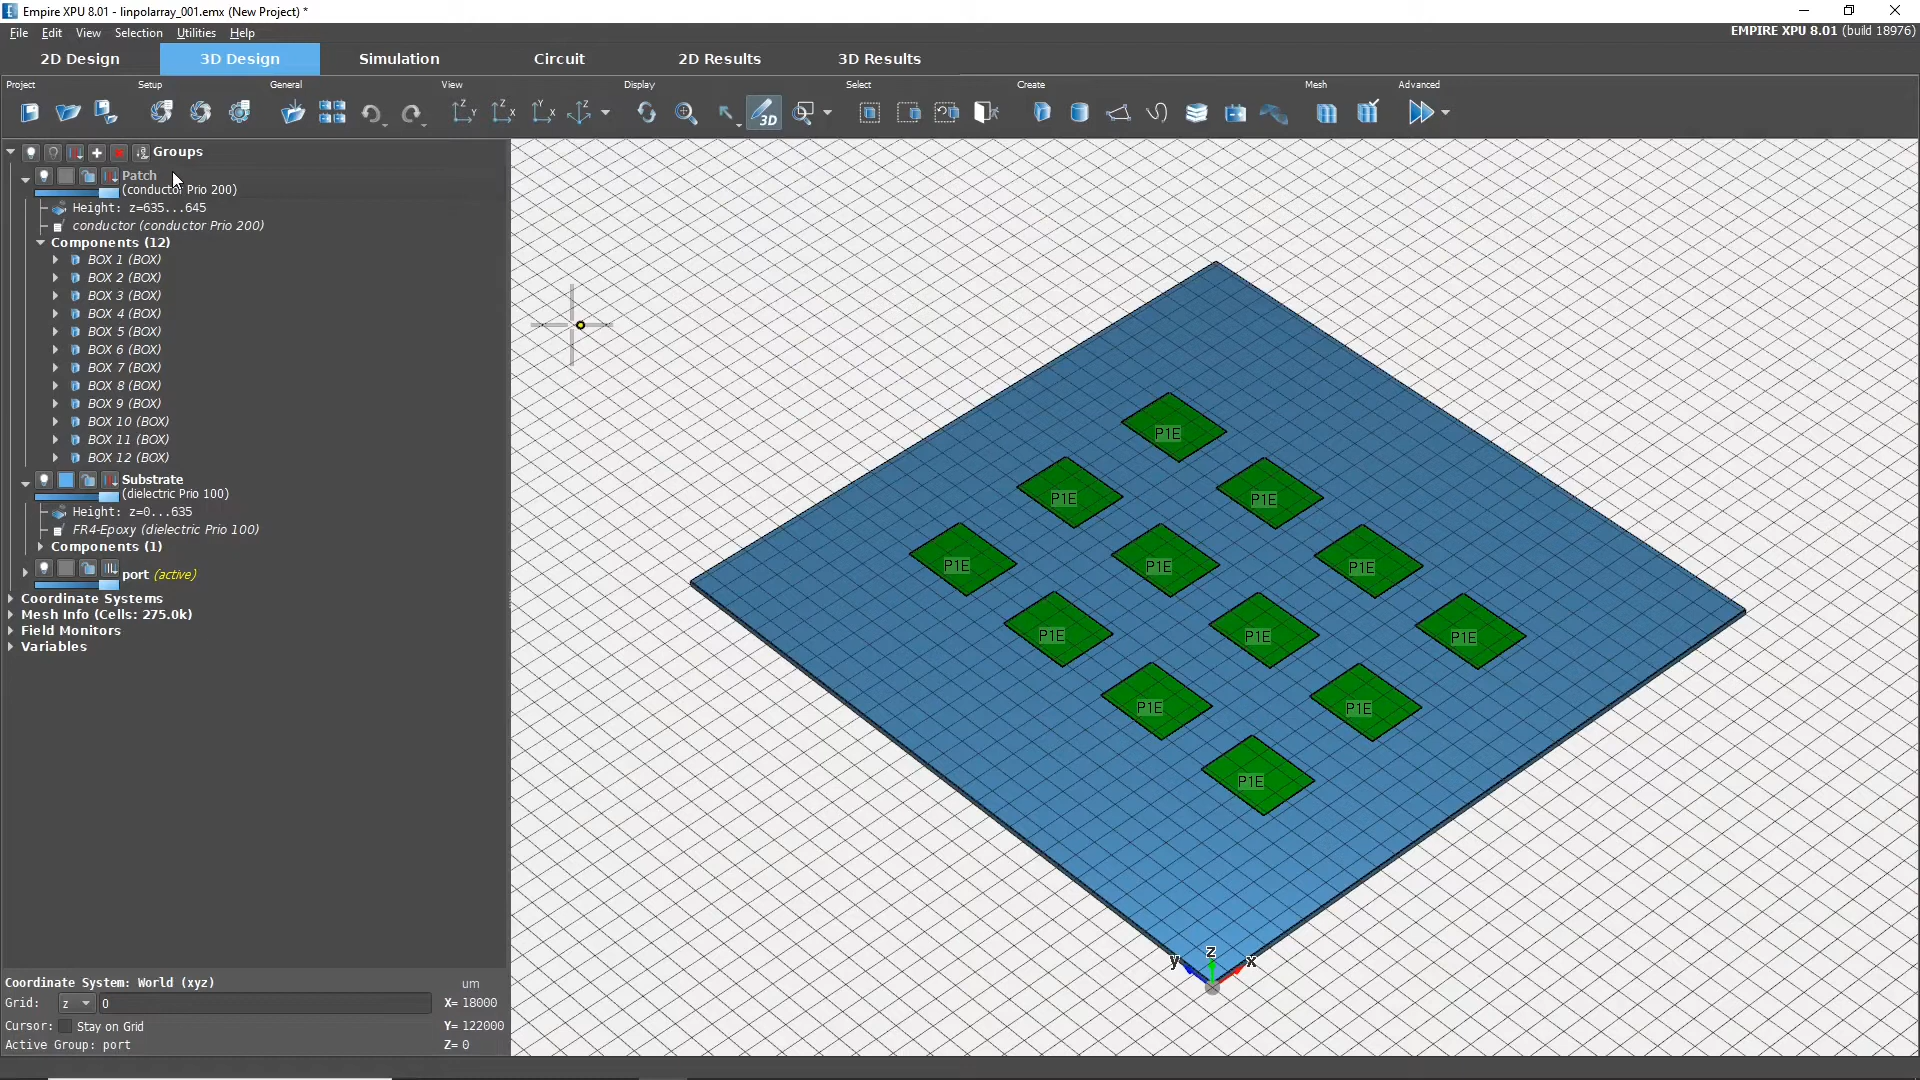 Empire XPU 8.01 - linpolarray_001.emx (New Project) *
File Edit View Selection Utilities Help
EMPIRE XPU 8.01 (build 18976)
2D Design 3D Design Simulation Circuit 2D Results 3D Results
Project Setup General View Display Select Create Mesh Advanced
3D
Groups
Patch
(conductor Prio 200)
Height: z=635...645
conductor (conductor Prio 200)
Components (12)
BOX 1 (BOX)
BOX 2 (BOX)
BOX 3 (BOX)
BOX 4 (BOX)
BOX 5 (BOX)
BOX 6 (BOX)
BOX 7 (BOX)
BOX 8 (BOX)
BOX 9 (BOX)
BOX 10 (BOX)
BOX 11 (BOX)
BOX 12 (BOX)
Substrate
(dielectric Prio 100)
Height: z=0...635
FR4-Epoxy (dielectric Prio 100)
Components (1)
port (active)
Coordinate Systems
Mesh Info (Cells: 275.0k)
Field Monitors
Variables
P1E
P1E P1E
P1E P1E P1E
P1E P1E P1E
P1E P1E
P1E
z
y x
Coordinate System: World (xyz) um
Grid: z 0 X= 18000
Cursor: Stay on Grid Y= 122000
Active Group: port Z= 0